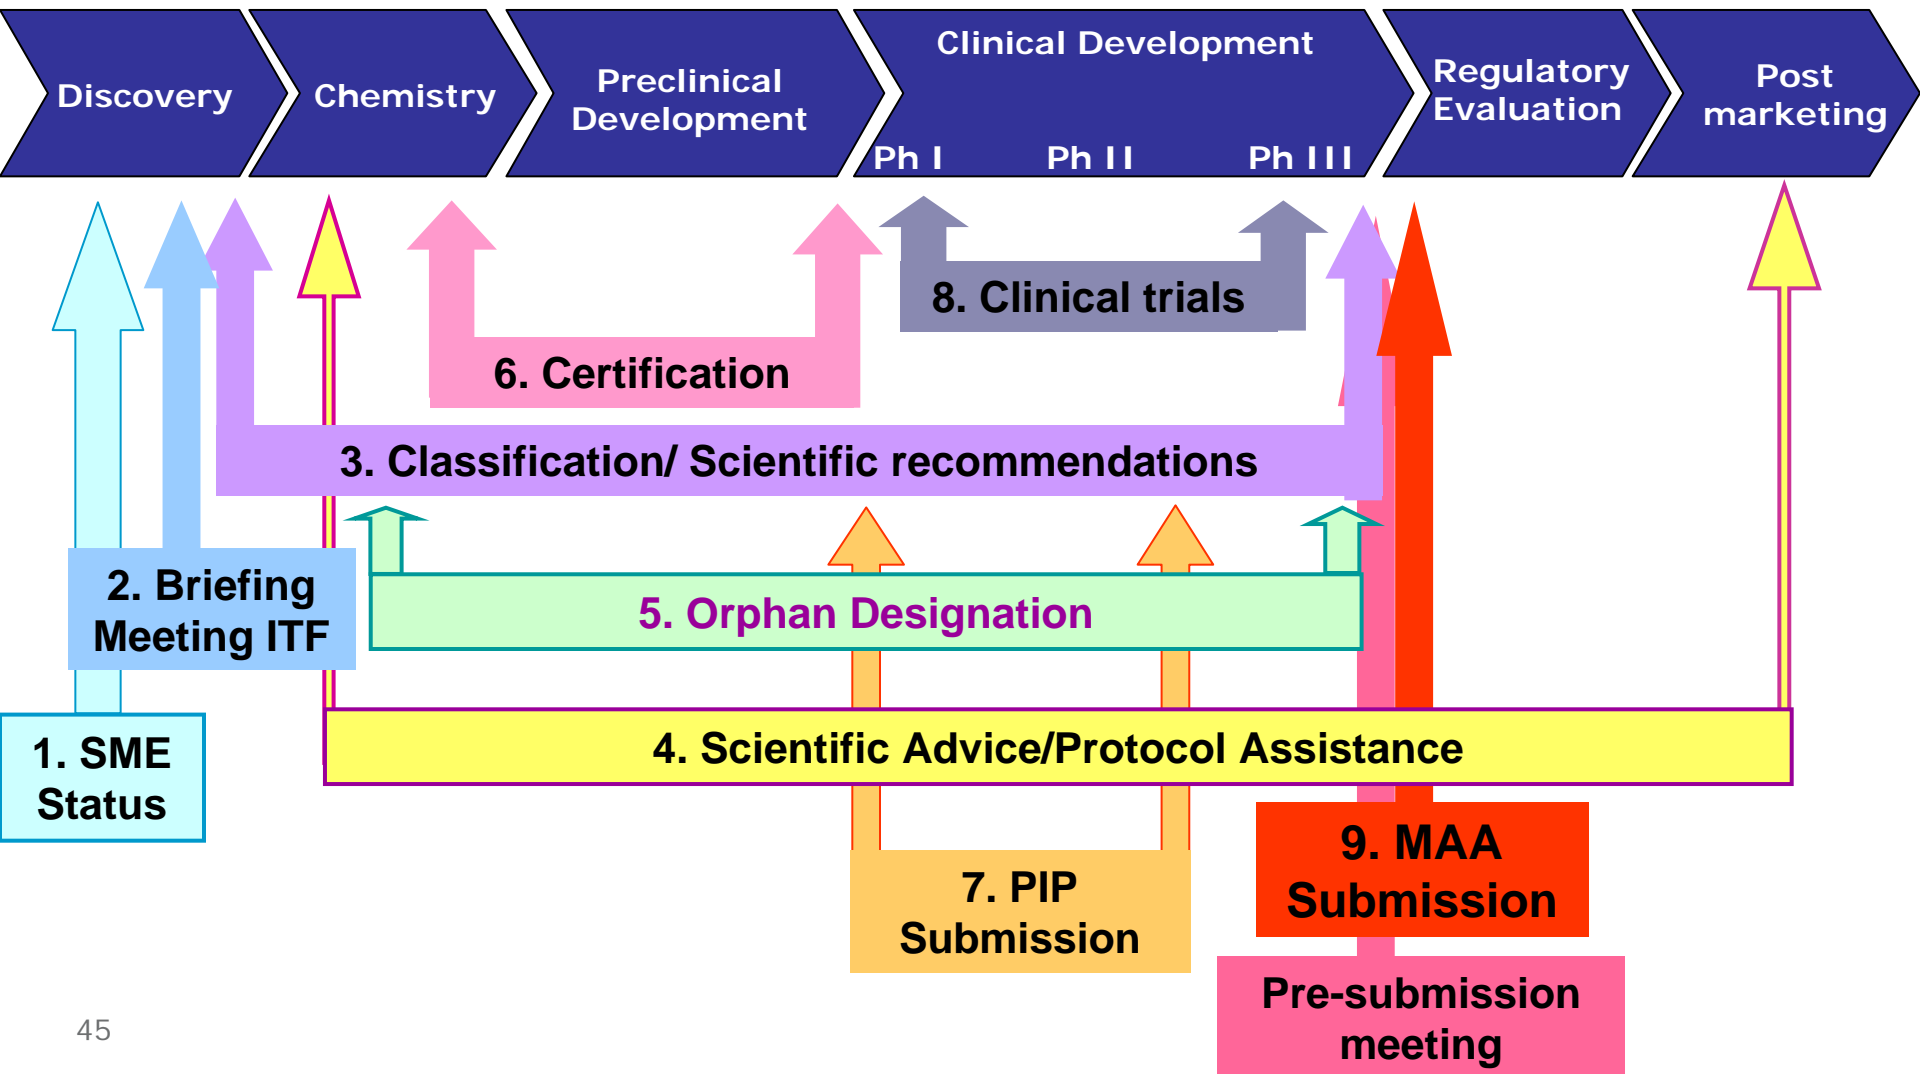 Discovery
Chemistry
Preclinical
Development
Clinical Development
Ph I Ph II Ph III
Regulatory
Evaluation
Post
marketing
8. Clinical trials
6. Certification
3. Classification/ Scientific recommendations
2. Briefing
Meeting ITF
5. Orphan Designation
1. SME
Status
4. Scientific Advice/Protocol Assistance
7. PIP
Submission
9. MAA
Submission
Pre-submission
meeting
45